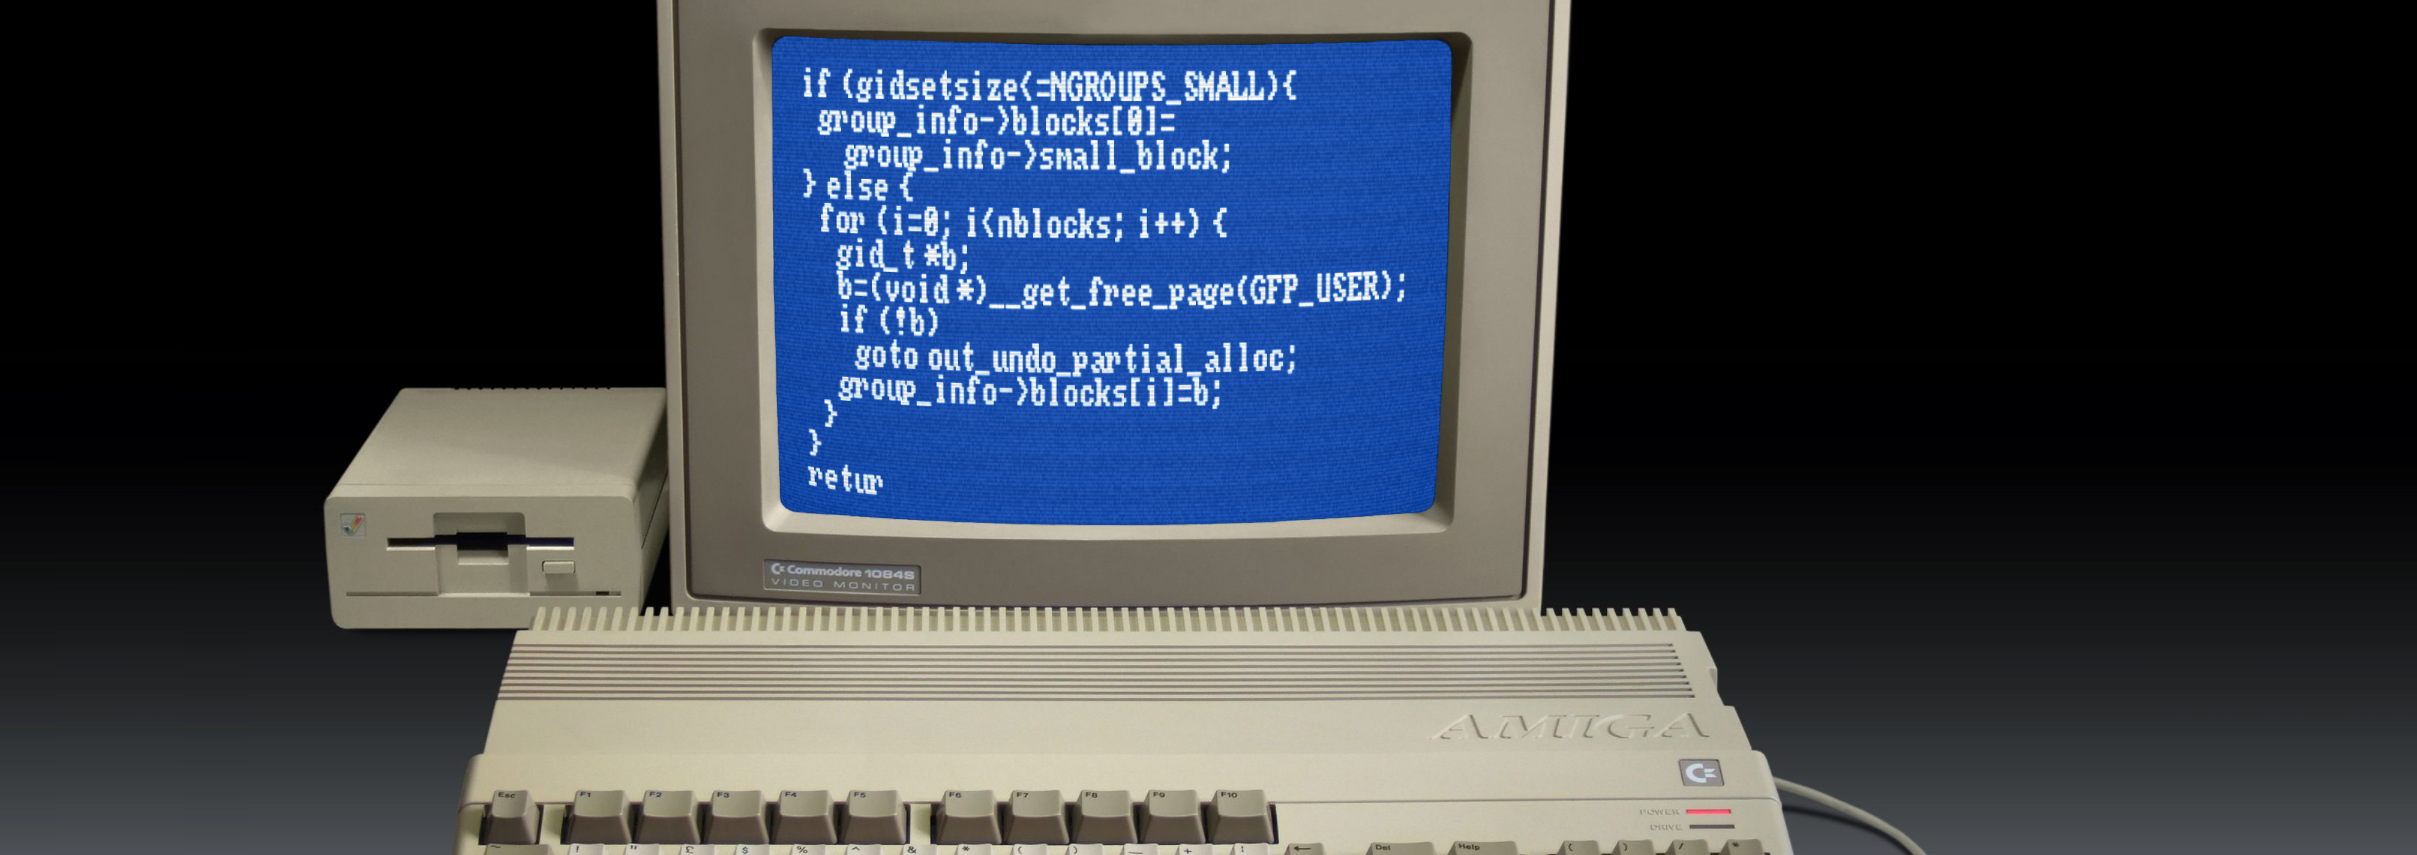 if (gidsetsize<=NGROUPS_SMALL){
group_info->blocks[0]=
group_info->small_block;
} else {
for (i=0; i<nblocks; i++) {
gid_t *b;
b=(void *)__get_free_page(GFP_USER);
if (!b)
goto out_undo_partial_alloc;
group_info->blocks[i]=b;
}
}
retur
Commodore 1084S
VIDEO MONITOR
AMIGA
POWER
DRIVE
Esc F1 F2 F3 F4 F5 F6 F7 F8 F9 F10
~ ! " £ $ % ^ & * ( ) _ + | ← Del Help ( ) / *